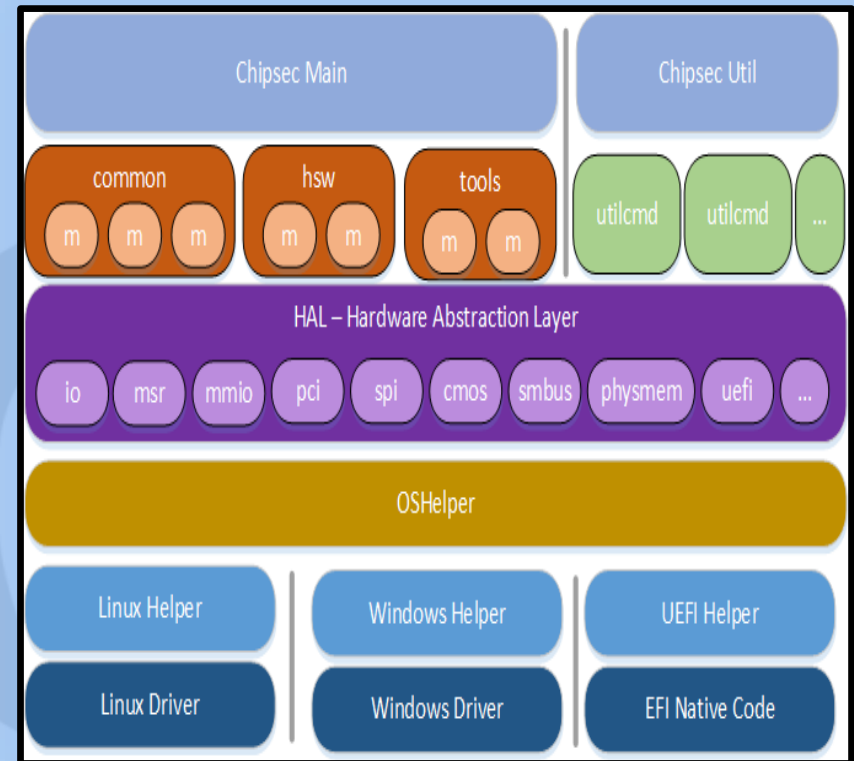 Chipsec Main
Chipsec Util
common
m m m
hsw
m m
tools
m m
utilcmd
utilcmd
...
HAL – Hardware Abstraction Layer
io msr mmio pci spi cmos smbus physmem uefi ...
OSHelper
Linux Helper
Windows Helper
UEFI Helper
Linux Driver
Windows Driver
EFI Native Code